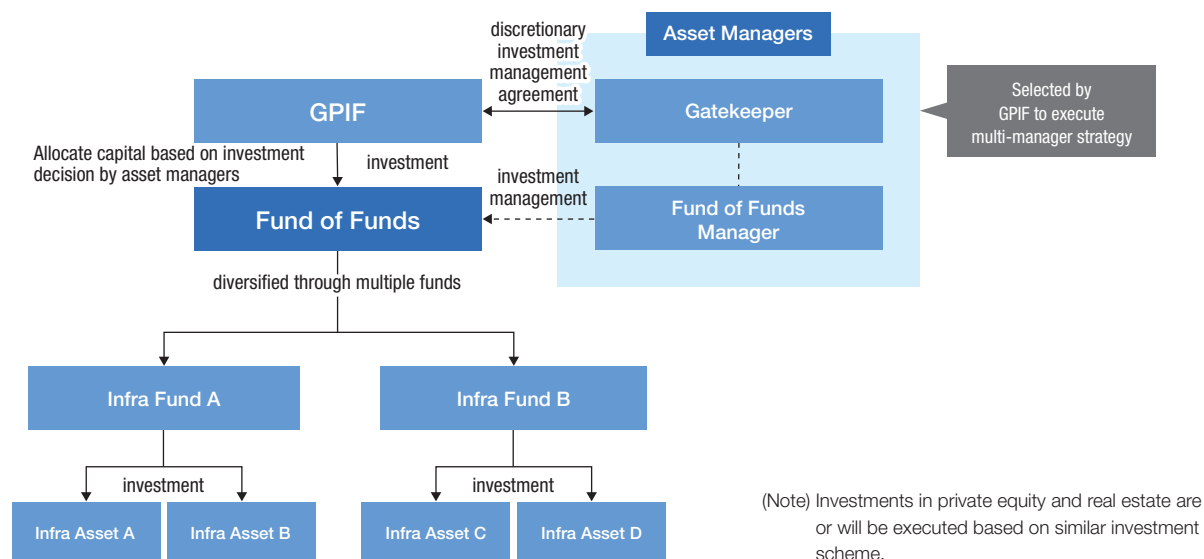 discretionary
investment
management
agreement
Asset Managers
GPIF
Gatekeeper
Selected by
GPIF to execute
multi-manager strategy
Allocate capital based on investment
decision by asset managers
investment
investment
management
Fund of Funds
Fund of Funds
Manager
diversified through multiple funds
Infra Fund A
Infra Fund B
investment
investment
Infra Asset A
Infra Asset B
Infra Asset C
Infra Asset D
(Note) Investments in private equity and real estate are
or will be executed based on similar investment
scheme.